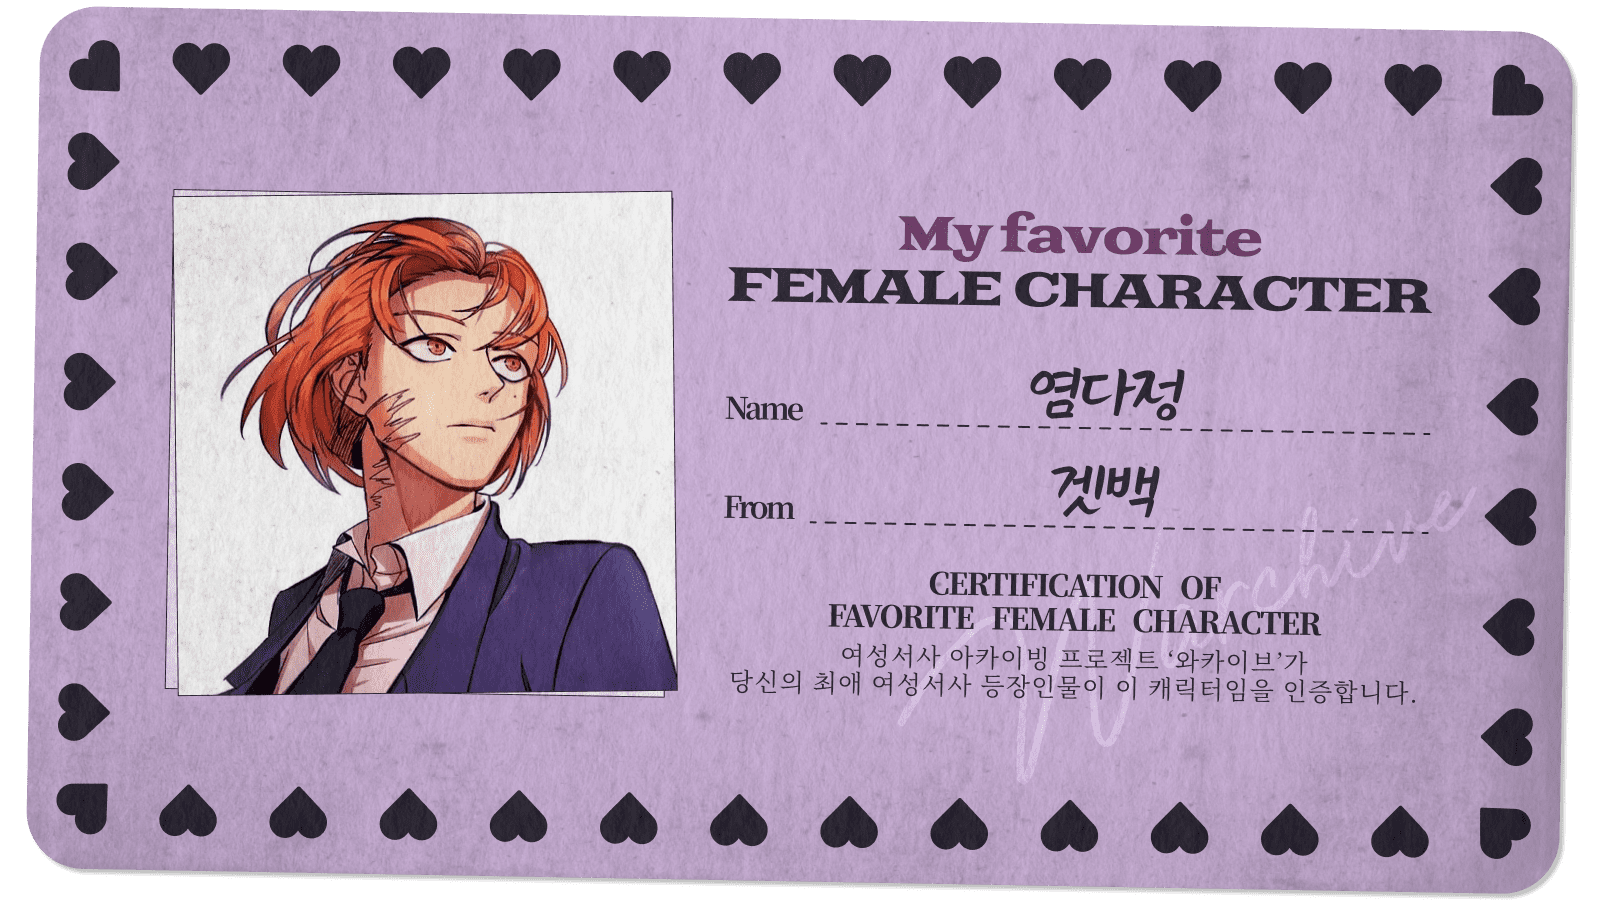 My favorite
FEMALE CHARACTER
Name 염다정
From 겟백
CERTIFICATION OF
FAVORITE FEMALE CHARACTER
여성서사 아카이빙 프로젝트 ‘와카이브’가
당신의 최애 여성서사 등장인물이 이 캐릭터임을 인증합니다.
Warchive